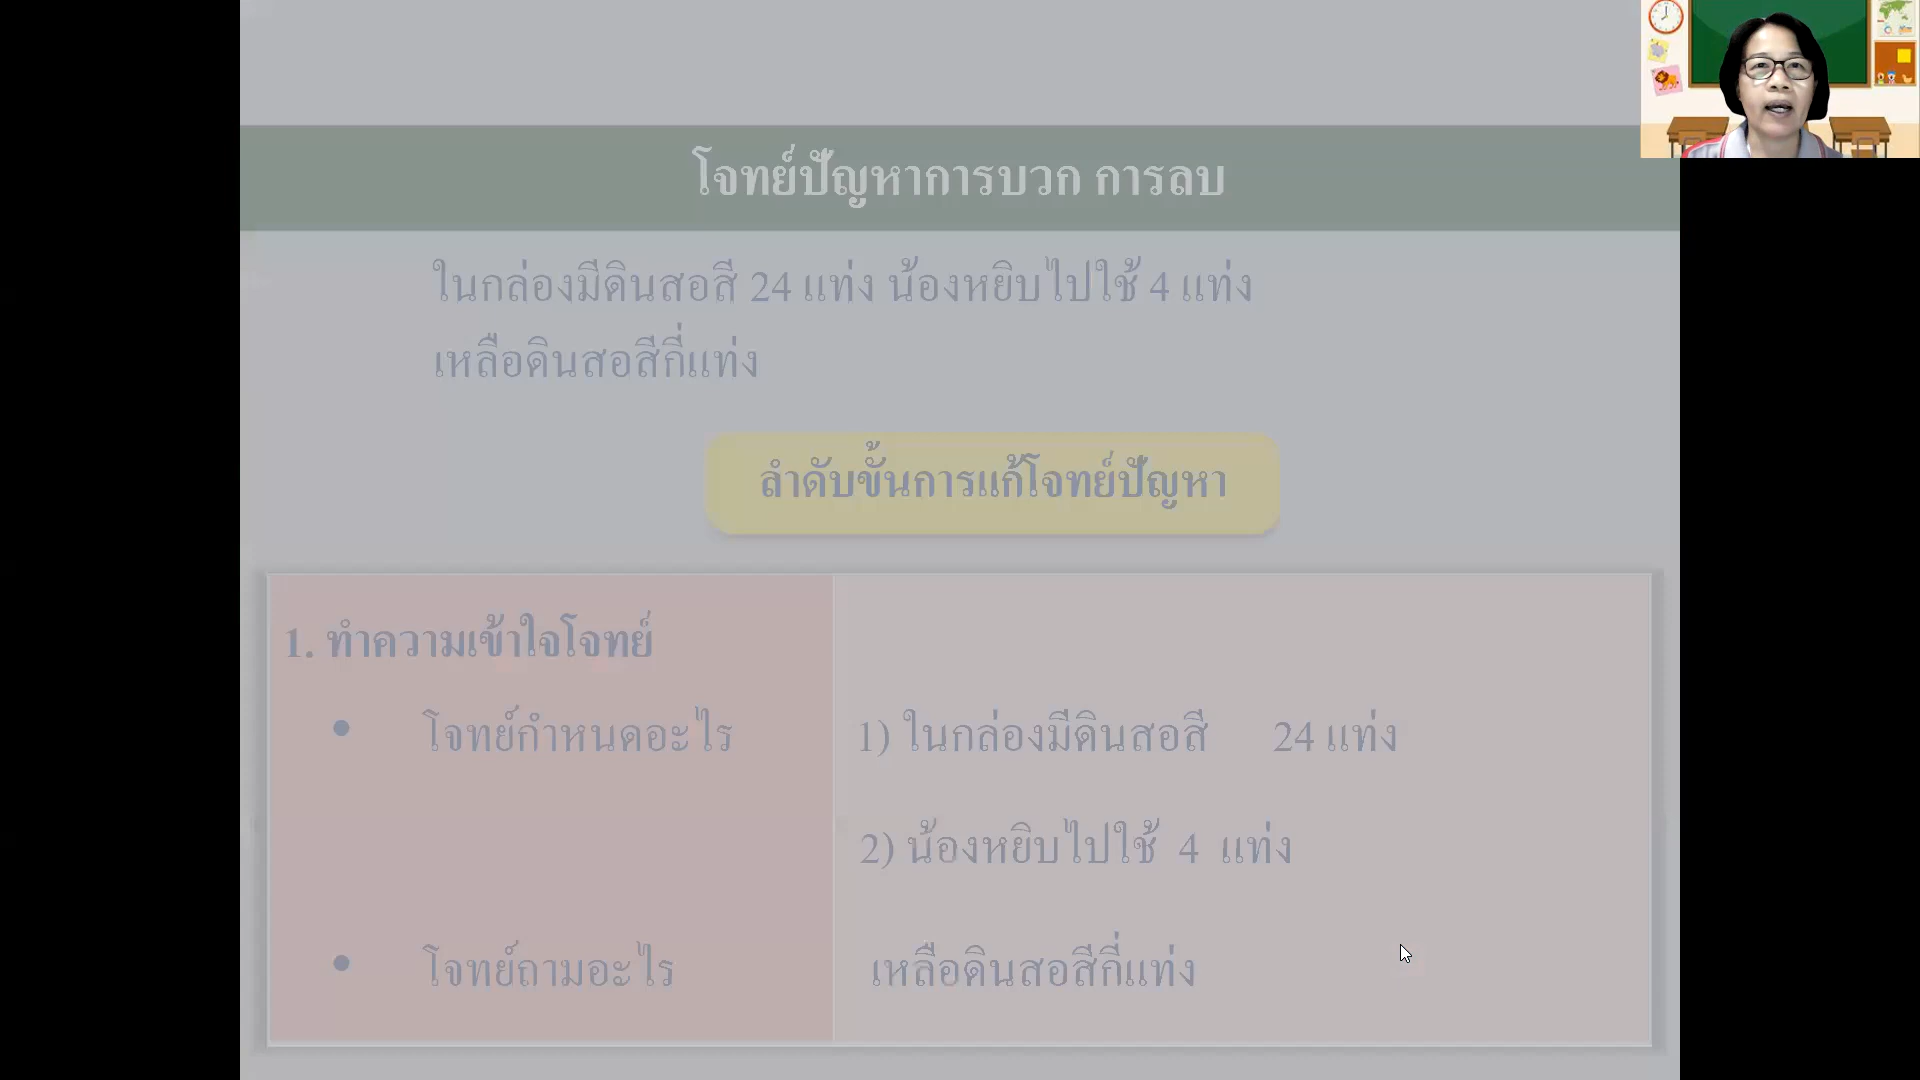 โจทย์ปัญหาการบวก การลบ
ในกล่องมีดินสอสี 24 แท่ง น้องหยิบไปใช้ 4 แท่ง
เหลือดินสอสีกี่แท่ง
ลำดับขั้นการแก้โจทย์ปัญหา
1. ทำความเข้าใจโจทย์
• โจทย์กำหนดอะไร
1) ในกล่องมีดินสอสี 24 แท่ง
2) น้องหยิบไปใช้ 4 แท่ง
• โจทย์ถามอะไร
เหลือดินสอสีกี่แท่ง